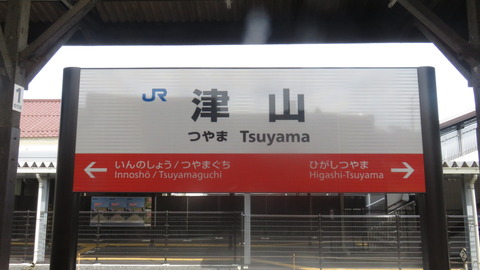 JR
津山
つやま Tsuyama
いんのしょう/つやまぐち
Innoshō/Tsuyamaguchi
ひがしつやま
Higashi-Tsuyama
1